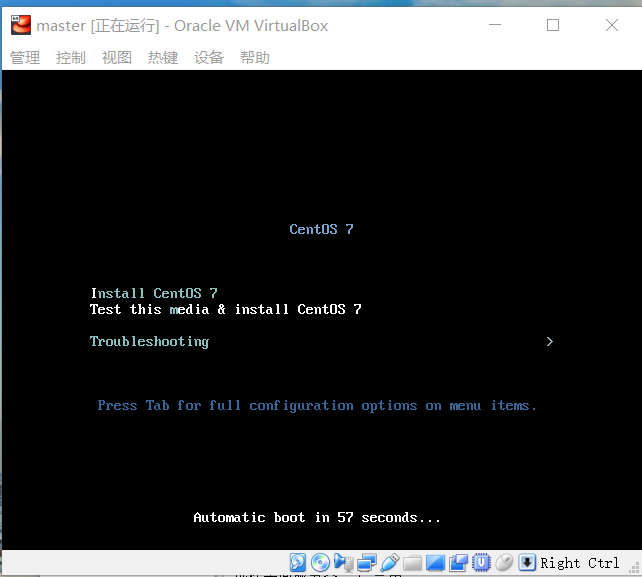 master [正在运行] - Oracle VM VirtualBox
管理 控制 视图 热键 设备 帮助
CentOS 7
Install CentOS 7
Test this media & install CentOS 7
Troubleshooting >
Press Tab for full configuration options on menu items.
Automatic boot in 57 seconds...
Right Ctrl